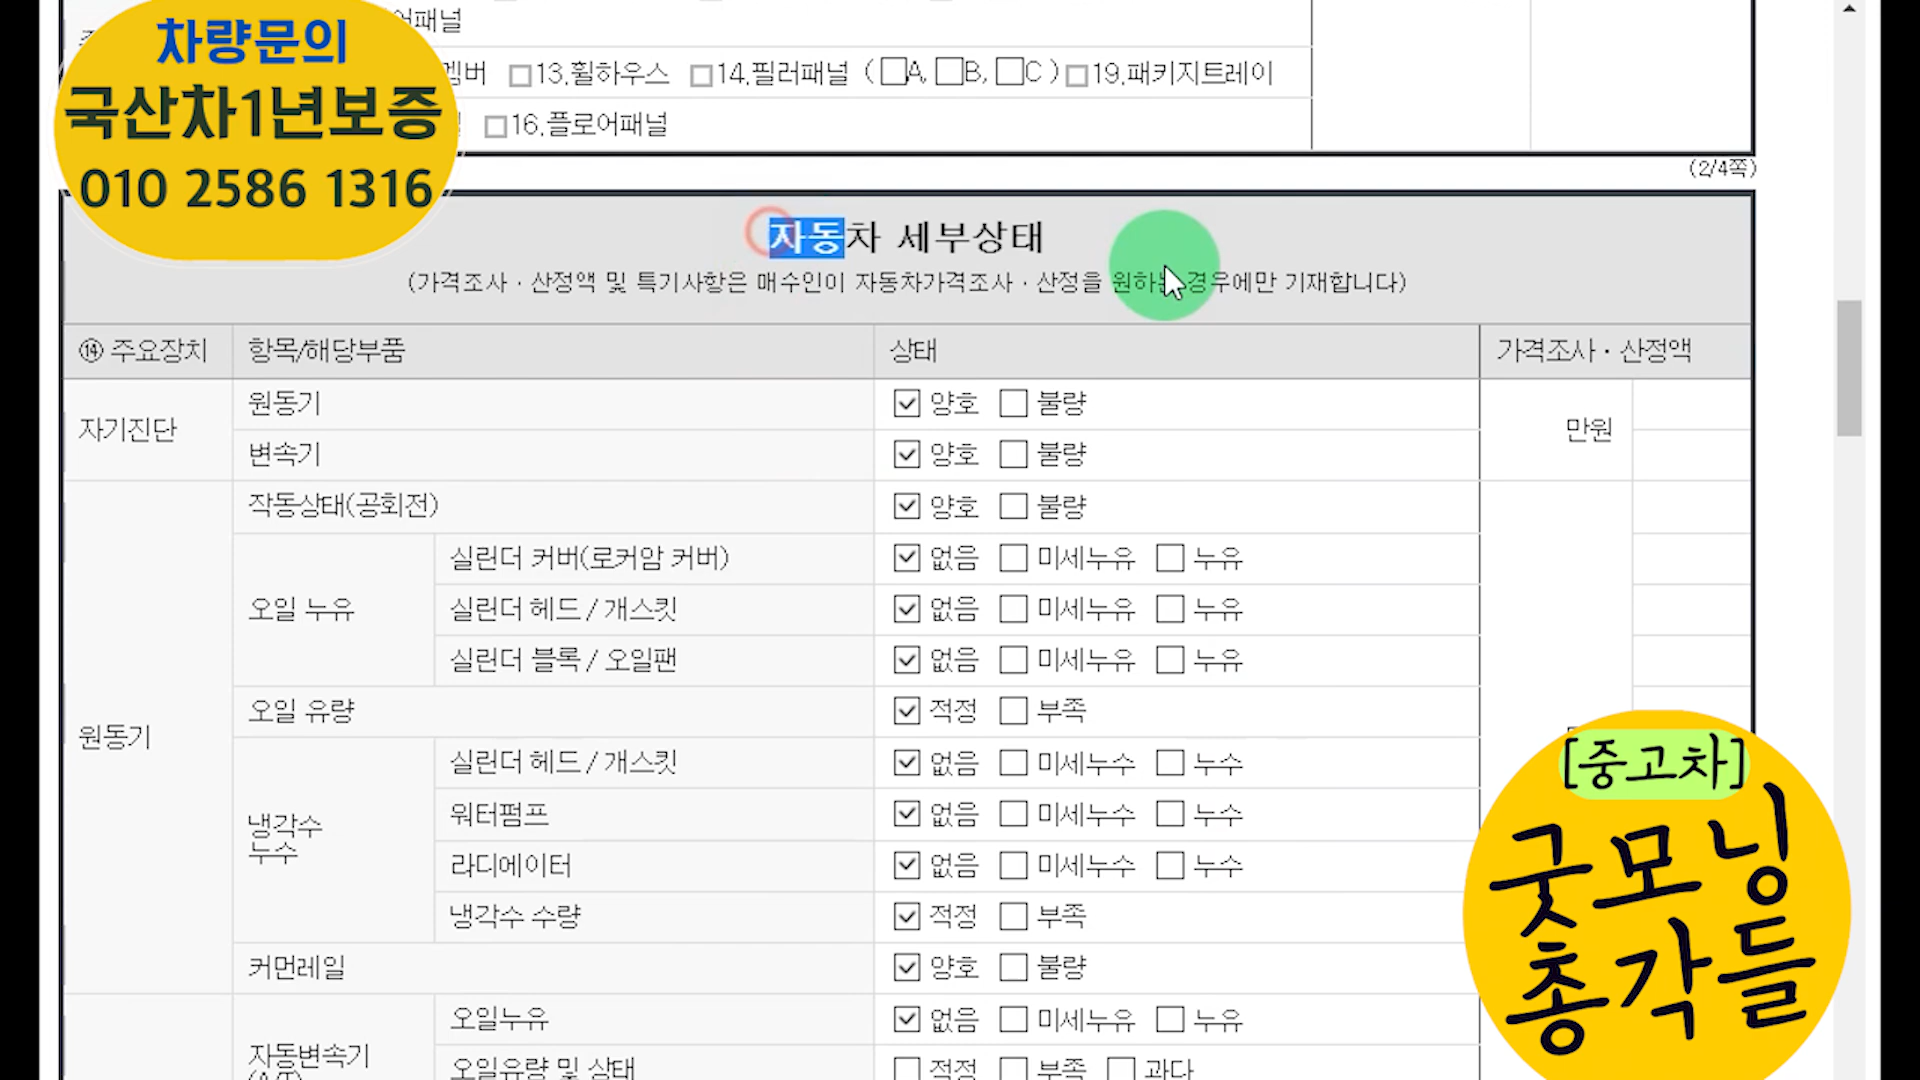 차량문의
국산차1년보증
010 2586 1316
어패널
멤버 □13.휠하우스 □14.필러패널 ( □A, □B, □C ) □19.패키지트레이
□16.플로어패널
(2/4쪽)
자동차 세부상태
(가격조사 · 산정액 및 특기사항은 매수인이 자동차가격조사 · 산정을 원하는 경우에만 기재합니다)
⑭ 주요장치 항목/해당부품 상태 가격조사 · 산정액
자기진단 원동기 ☑ 양호 □ 불량 만원
변속기 ☑ 양호 □ 불량
원동기 작동상태(공회전) ☑ 양호 □ 불량
오일 누유 실린더 커버(로커암 커버) ☑ 없음 □ 미세누유 □ 누유
실린더 헤드 / 개스킷 ☑ 없음 □ 미세누유 □ 누유
실린더 블록 / 오일팬 ☑ 없음 □ 미세누유 □ 누유
오일 유량 ☑ 적정 □ 부족
냉각수 누수 실린더 헤드 / 개스킷 ☑ 없음 □ 미세누수 □ 누수
워터펌프 ☑ 없음 □ 미세누수 □ 누수
라디에이터 ☑ 없음 □ 미세누수 □ 누수
냉각수 수량 ☑ 적정 □ 부족
커먼레일 ☑ 양호 □ 불량
자동변속기 오일누유 ☑ 없음 □ 미세누유 □ 누유
오일유량 및 상태 □ 적정 □ 부족 □ 과다
[중고차]
굿모닝
총각들